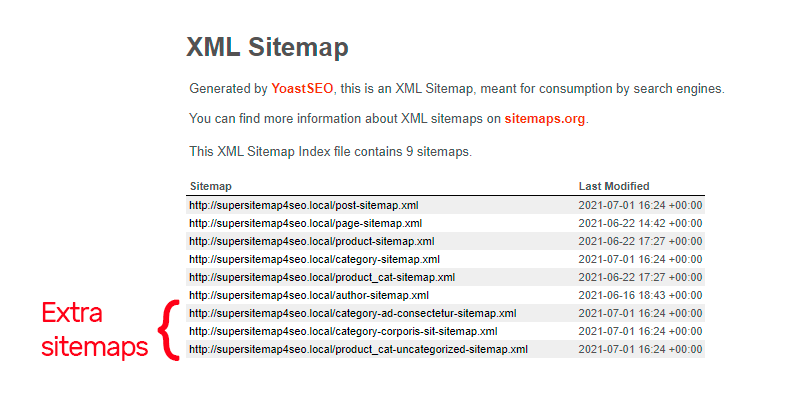 XML Sitemap
Generated by YoastSEO, this is an XML Sitemap, meant for consumption by search engines.
You can find more information about XML sitemaps on sitemaps.org.
This XML Sitemap Index file contains 9 sitemaps.
Sitemap Last Modified
http://supersitemap4seo.local/post-sitemap.xml 2021-07-01 16:24 +00:00
http://supersitemap4seo.local/page-sitemap.xml 2021-06-22 14:42 +00:00
http://supersitemap4seo.local/product-sitemap.xml 2021-06-22 17:27 +00:00
http://supersitemap4seo.local/category-sitemap.xml 2021-07-01 16:24 +00:00
http://supersitemap4seo.local/product_cat-sitemap.xml 2021-06-22 17:27 +00:00
http://supersitemap4seo.local/author-sitemap.xml 2021-06-16 18:43 +00:00
http://supersitemap4seo.local/category-ad-consectetur-sitemap.xml 2021-07-01 16:24 +00:00
http://supersitemap4seo.local/category-corporis-sit-sitemap.xml 2021-07-01 16:24 +00:00
http://supersitemap4seo.local/product_cat-uncategorized-sitemap.xml 2021-07-01 16:24 +00:00
Extra
sitemaps